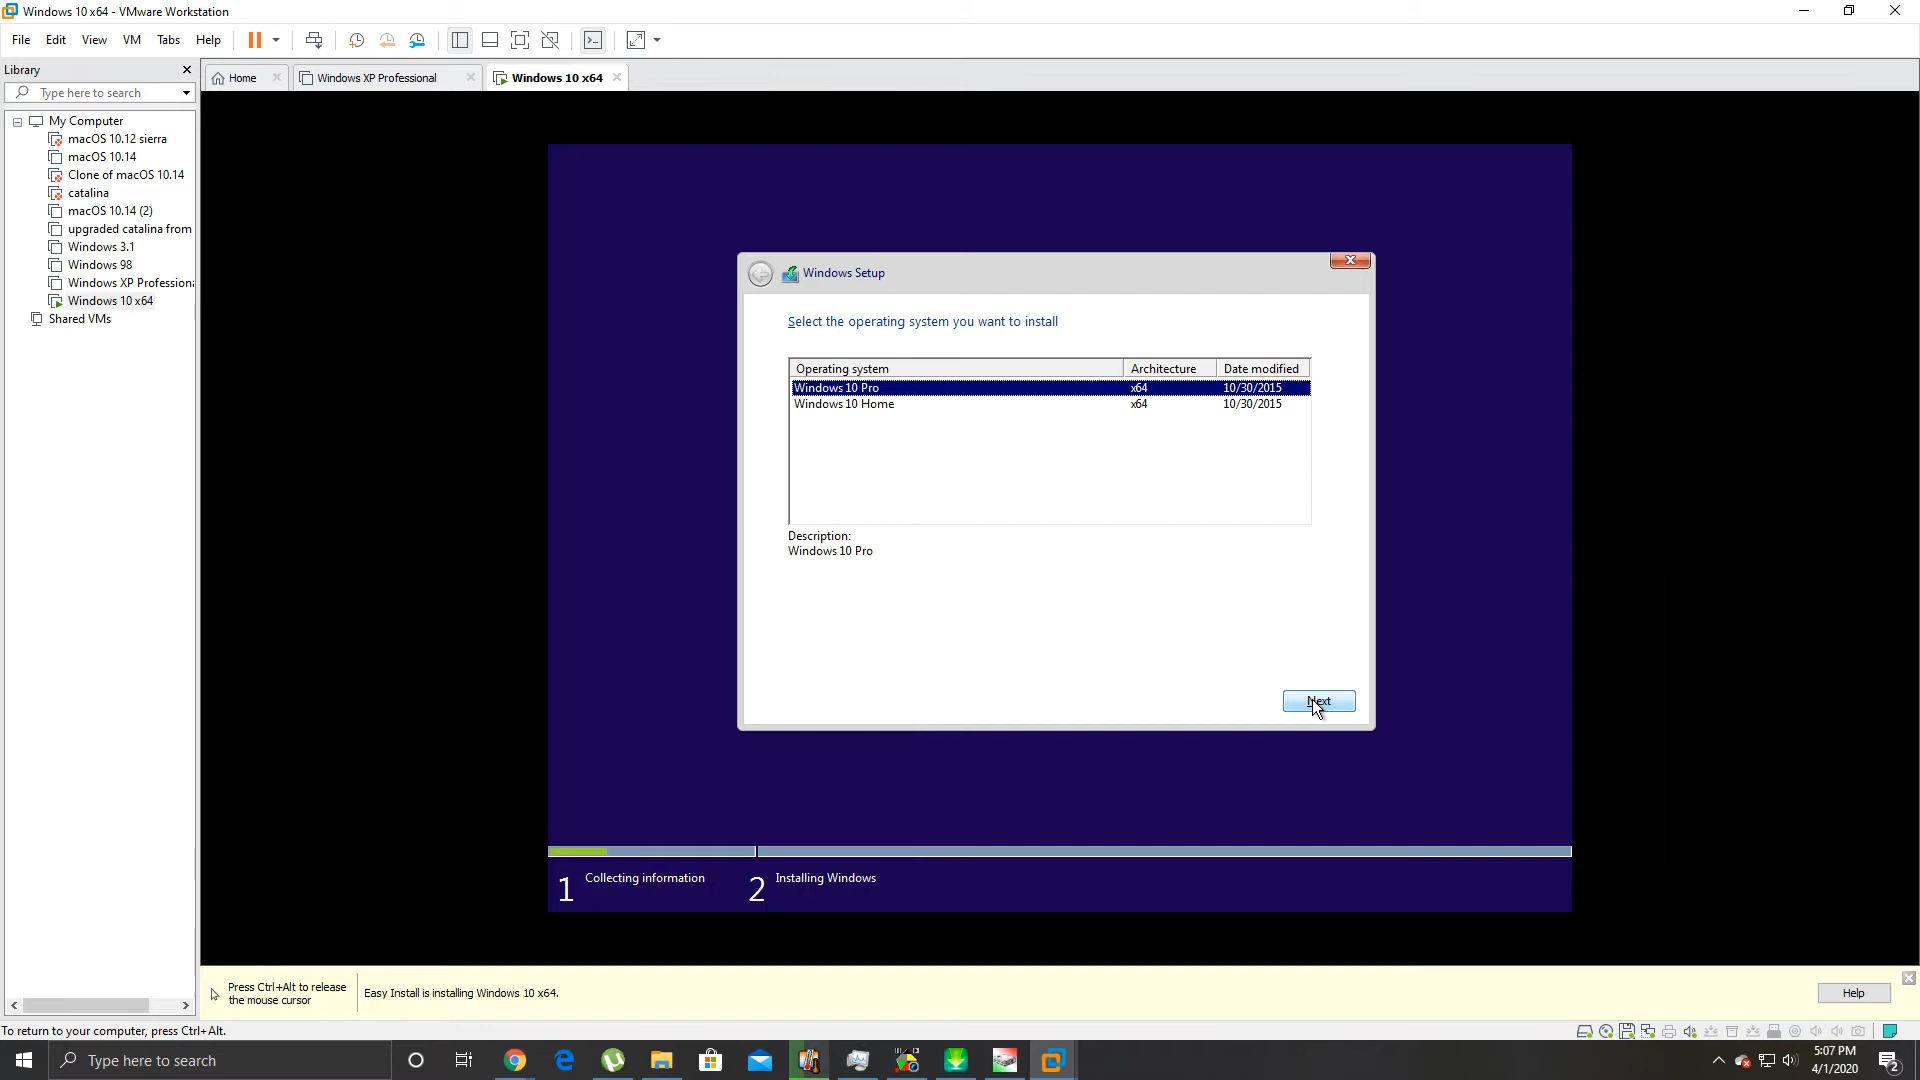 Windows 10 x64 - VMware Workstation
File Edit View VM Tabs Help
Library
Type here to search
My Computer
macOS 10.12 sierra
macOS 10.14
Clone of macOS 10.14
catalina
macOS 10.14 (2)
upgraded catalina from
Windows 3.1
Windows 98
Windows XP Professiona
Windows 10 x64
Shared VMs
Home Windows XP Professional Windows 10 x64
Windows Setup
Select the operating system you want to install
Operating system Architecture Date modified
Windows 10 Pro x64 10/30/2015
Windows 10 Home x64 10/30/2015
Description:
Windows 10 Pro
Next
1 Collecting information 2 Installing Windows
Press Ctrl+Alt to release
the mouse cursor
Easy Install is installing Windows 10 x64.
Help
To return to your computer, press Ctrl+Alt.
Type here to search
5:07 PM
4/1/2020
2